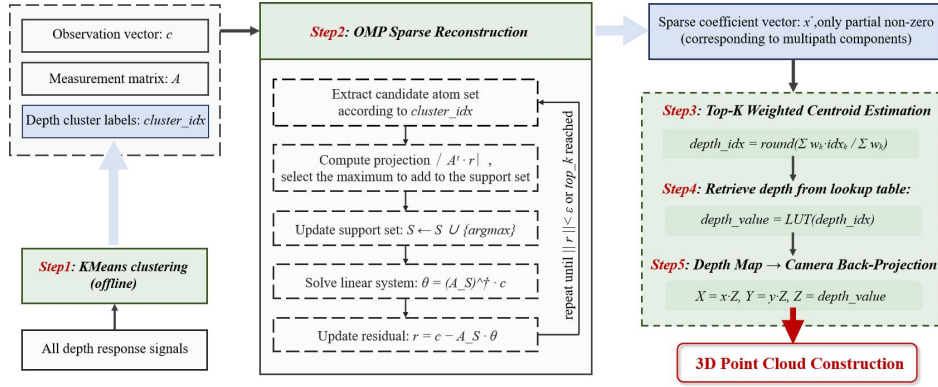 Observation vector: c
Measurement matrix: A
Depth cluster labels: cluster_idx
Step1: KMeans clustering
(offline)
All depth response signals
Step2: OMP Sparse Reconstruction
Extract candidate atom set
according to cluster_idx
Compute projection | Aᵗ · r| ,
select the maximum to add to the support set
Update support set: S ← S ∪ {argmax}
Solve linear system: θ = (A_S)^† · c
Update residual: r = c − A_S · θ
repeat until || r || < ε or top_k reached
Sparse coefficient vector: xˆ,only partial non-zero
(corresponding to multipath components)
Step3: Top-K Weighted Centroid Estimation
depth_idx = round(Σ wₖ·idxₖ / Σ wₖ)
Step4: Retrieve depth from lookup table:
depth_value = LUT(depth_idx)
Step5: Depth Map → Camera Back-Projection
X = x·Z, Y = y·Z, Z = depth_value
3D Point Cloud Construction